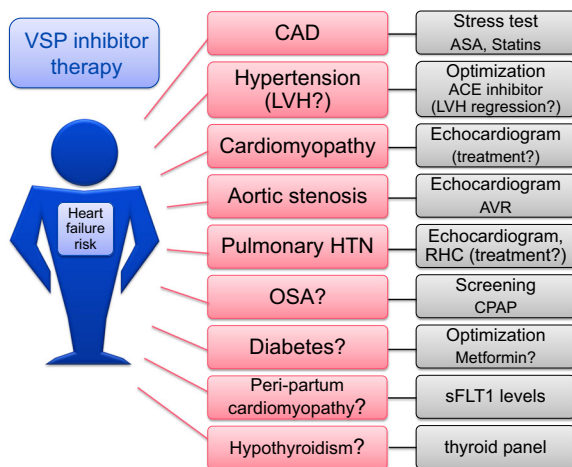 VSP inhibitor
therapy
Heart
failure
risk
CAD
Stress test
ASA, Statins
Hypertension
(LVH?)
Optimization
ACE inhibitor
(LVH regression?)
Cardiomyopathy
Echocardiogram
(treatment?)
Aortic stenosis
Echocardiogram
AVR
Pulmonary HTN
Echocardiogram,
RHC (treatment?)
OSA?
Screening
CPAP
Diabetes?
Optimization
Metformin?
Peri-partum
cardiomyopathy?
sFLT1 levels
Hypothyroidism?
thyroid panel